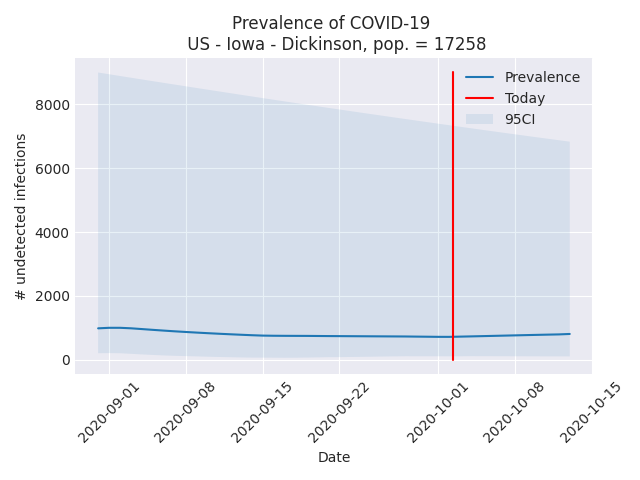 Prevalence of COVID-19
US - Iowa - Dickinson, pop. = 17258
Prevalence
Today
95CI
8000
6000
4000
2000
0
# undetected infections
2020-09-01
2020-09-08
2020-09-15
2020-09-22
2020-10-01
2020-10-08
2020-10-15
Date